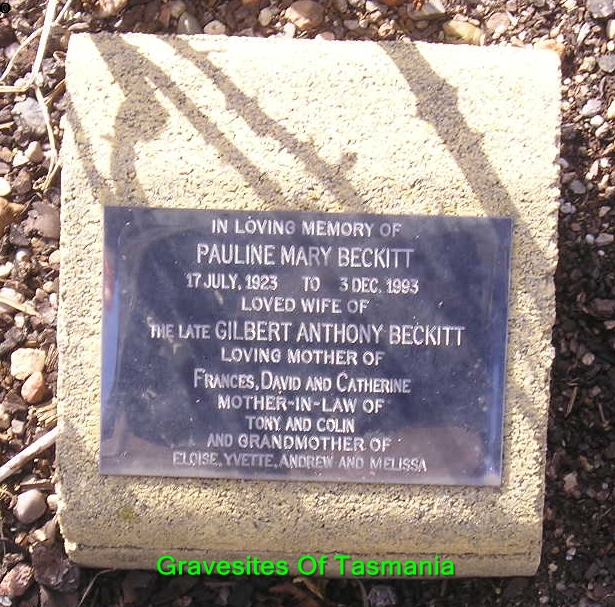 IN LOVING MEMORY OF
PAULINE MARY BECKITT
17 JULY, 1923 TO 3 DEC, 1993
LOVED WIFE OF
THE LATE GILBERT ANTHONY BECKITT
LOVING MOTHER OF
FRANCES, DAVID AND CATHERINE
MOTHER-IN-LAW OF
TONY AND COLIN
AND GRANDMOTHER OF
ELOISE, YVETTE, ANDREW AND MELISSA
Gravesites Of Tasmania